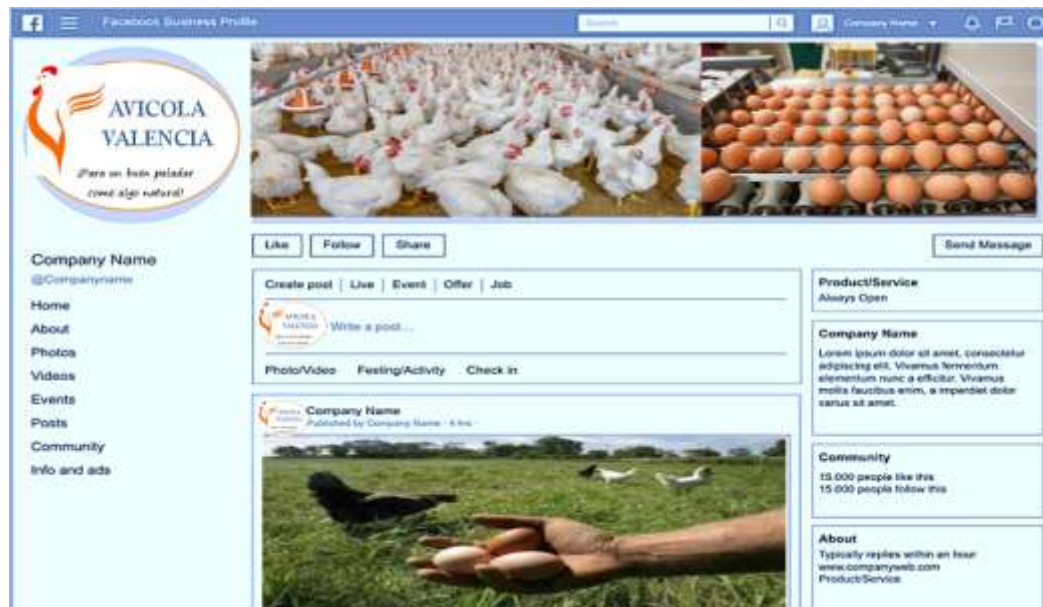 Facebook Business Profile
Search
Company Name
AVICOLA
VALENCIA
¡Para un buen paladar
come algo natural!
Like
Follow
Share
Send Message
Company Name
@Companyname
Home
About
Photos
Videos
Events
Posts
Community
Info and ads
Create post | Live | Event | Offer | Job
AVICOLA
VALENCIA
Write a post...
Photo/Video
Feeling/Activity
Check in
Company Name
Published by Company Name · 6 hrs ·
Product/Service
Always Open
Company Name
Lorem ipsum dolor sit amet, consectetur
adipiscing elit. Vivamus fermentum
elementum nunc a efficitur. Vivamus
mollis faucibus enim, a imperdiet dolor
varius sit amet.
Community
15.000 people like this
15.000 people follow this
About
Typically replies within an hour
www.companyweb.com
Product/Service